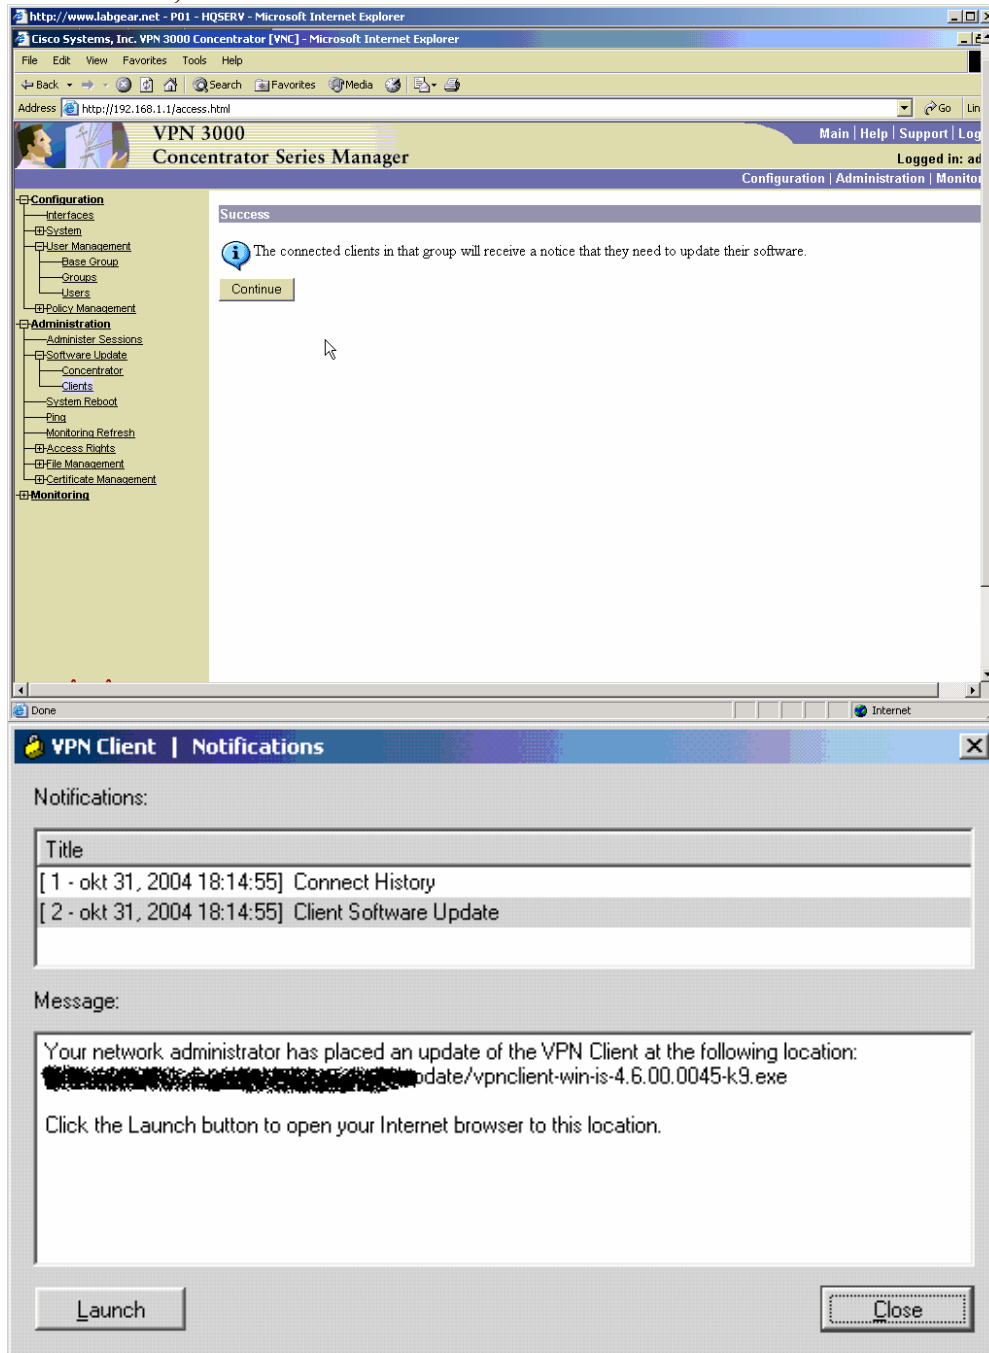 http://www.labgear.net - P01 - HQSERV - Microsoft Internet Explorer
Cisco Systems, Inc. VPN 3000 Concentrator [VNC] - Microsoft Internet Explorer
File Edit View Favorites Tools Help
Back Search Favorites Media
Address http://192.168.1.1/access.html Go Lin
VPN 3000
Concentrator Series Manager
Main | Help | Support | Log
Logged in: ad
Configuration | Administration | Monitor
Configuration
Interfaces
System
User Management
Base Group
Groups
Users
Policy Management
Administration
Administer Sessions
Software Update
Concentrator
Clients
System Reboot
Ping
Monitoring Refresh
Access Rights
File Management
Certificate Management
Monitoring
Success
The connected clients in that group will receive a notice that they need to update their software.
Continue
Done Internet
VPN Client | Notifications
Notifications:
Title
[ 1 - okt 31, 2004 18:14:55] Connect History
[ 2 - okt 31, 2004 18:14:55] Client Software Update
Message:
Your network administrator has placed an update of the VPN Client at the following location:
pdate/vpnclient-win-is-4.6.00.0045-k9.exe
Click the Launch button to open your Internet browser to this location.
Launch Close